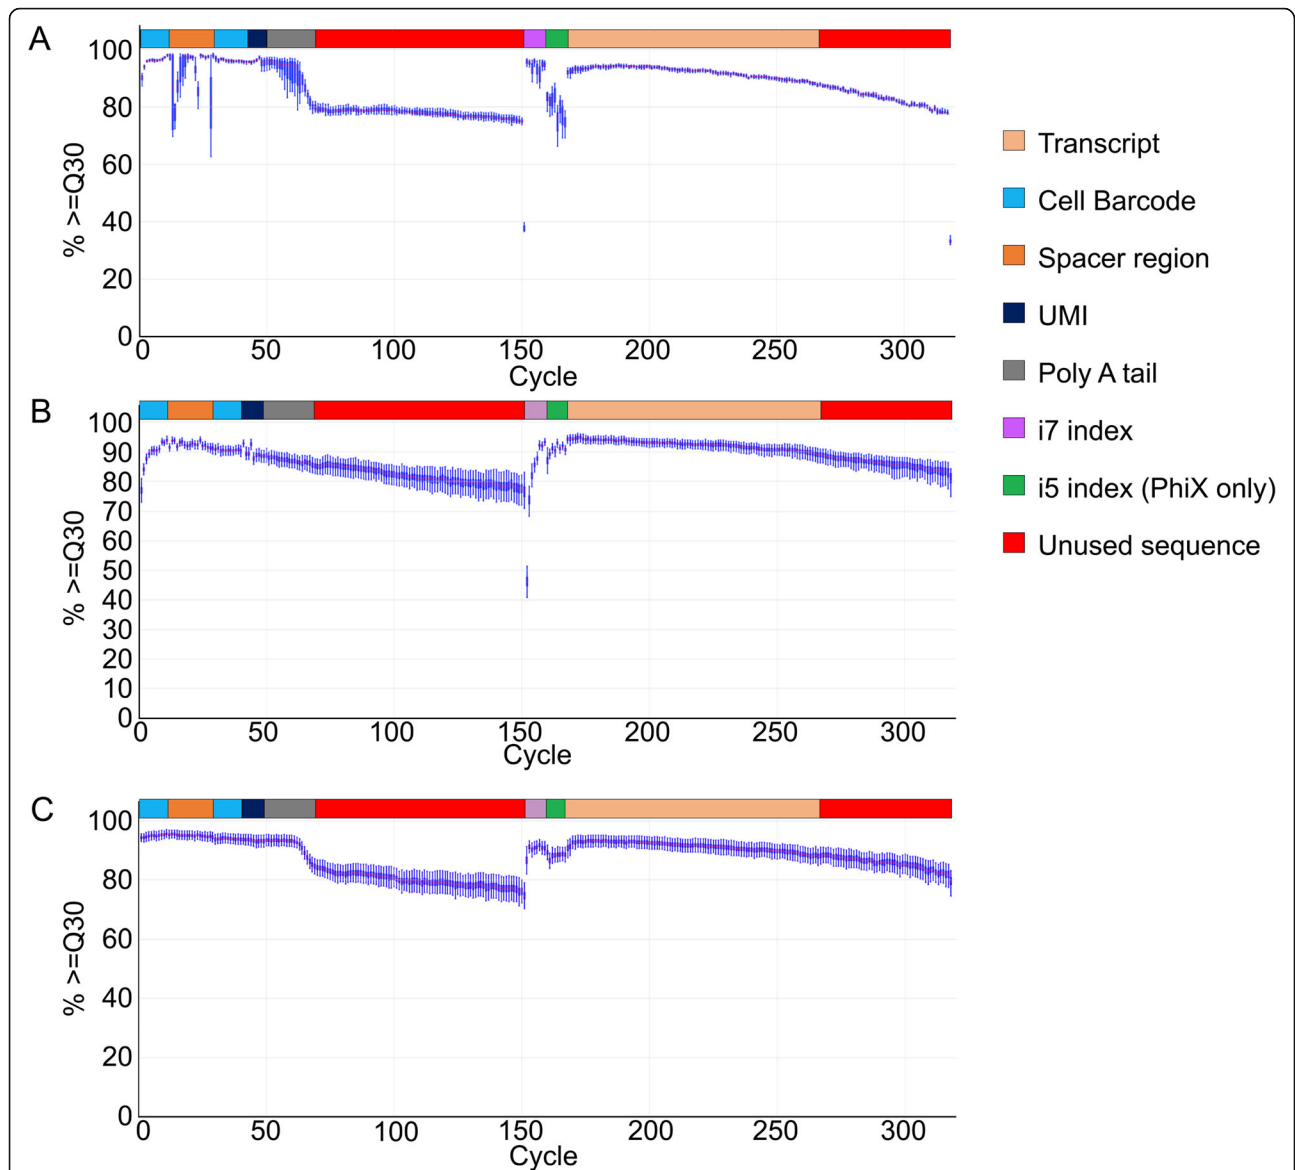 A
100
80
60
40
20
0
% >=Q30
0 50 100 150 200 250 300
Cycle
B
100
90
80
70
60
50
40
30
20
10
0
% >=Q30
0 50 100 150 200 250 300
Cycle
C
100
80
60
40
20
0
% >=Q30
0 50 100 150 200 250 300
Cycle
Transcript
Cell Barcode
Spacer region
UMI
Poly A tail
i7 index
i5 index (PhiX only)
Unused sequence